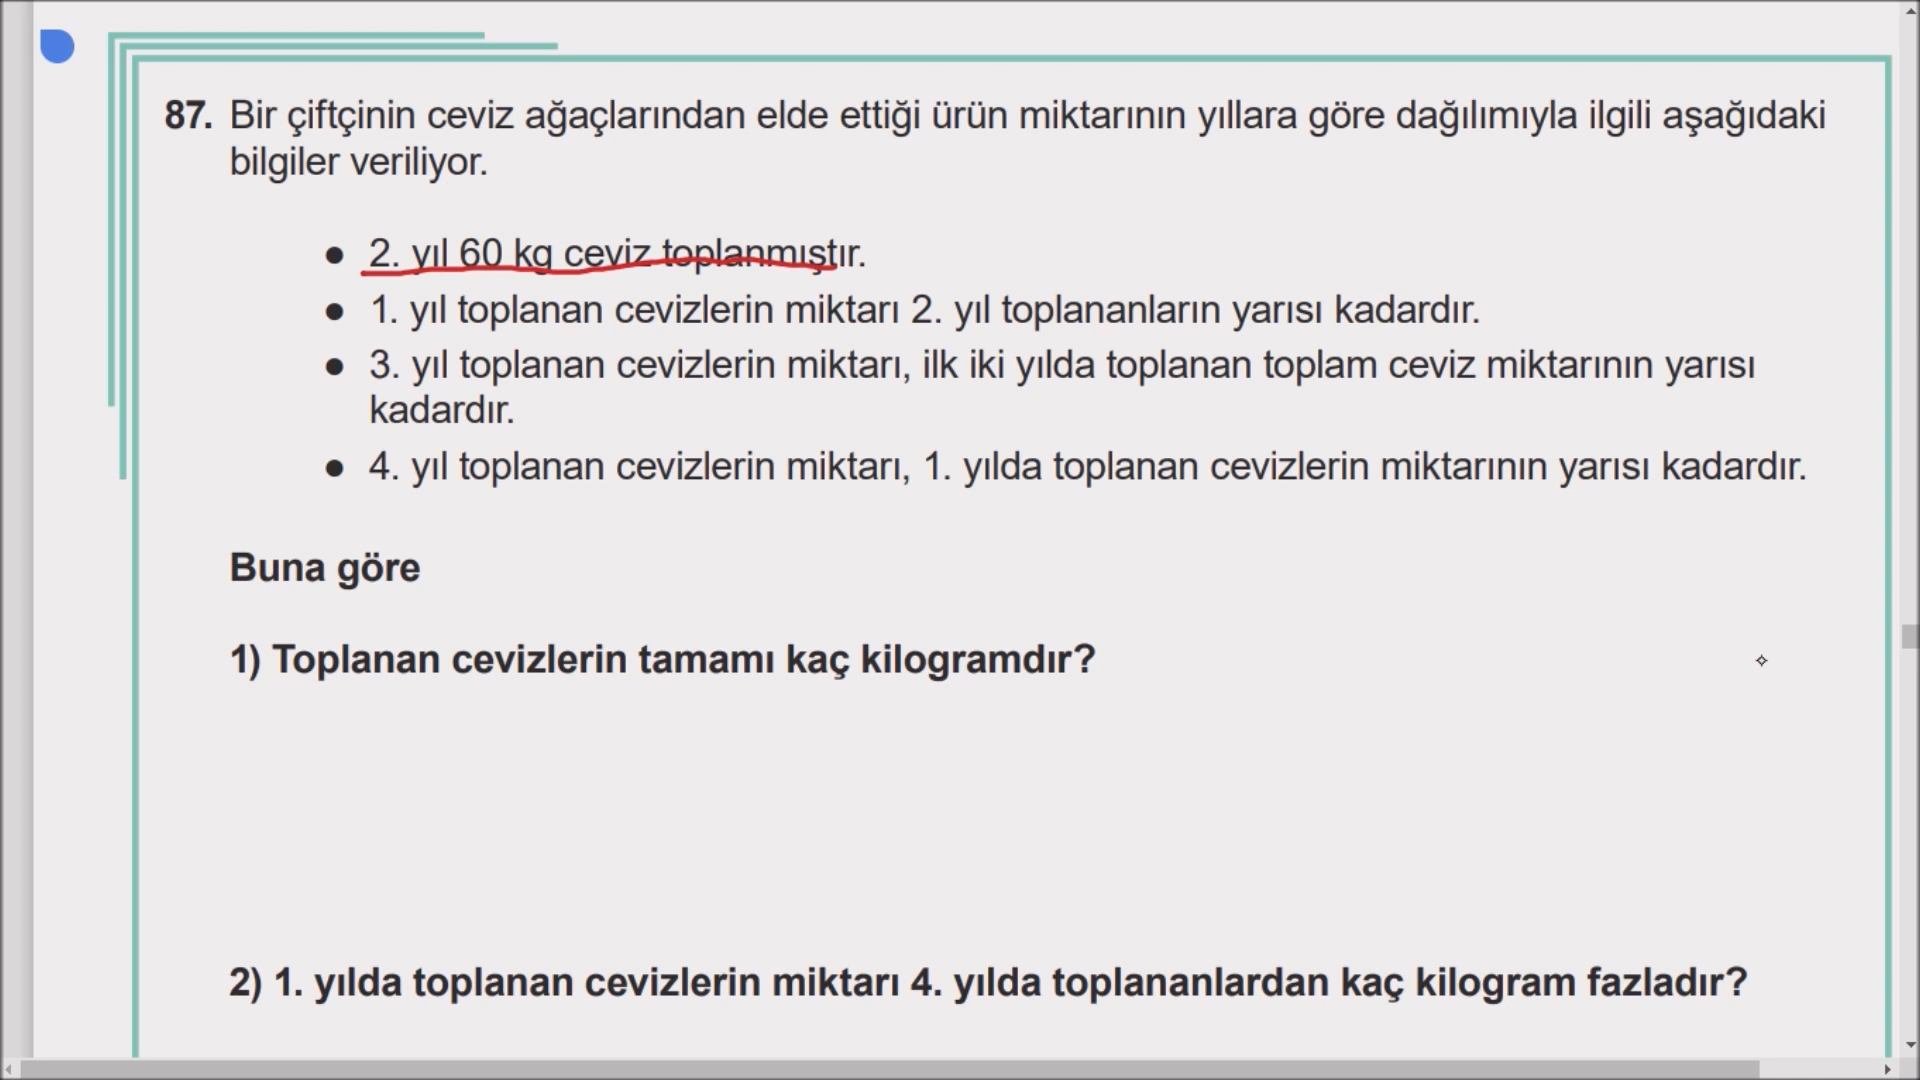 87. Bir çiftçinin ceviz ağaçlarından elde ettiği ürün miktarının yıllara göre dağılımıyla ilgili aşağıdaki
bilgiler veriliyor.
● 2. yıl 60 kg ceviz toplanmıştır.
● 1. yıl toplanan cevizlerin miktarı 2. yıl toplananların yarısı kadardır.
● 3. yıl toplanan cevizlerin miktarı, ilk iki yılda toplanan toplam ceviz miktarının yarısı
kadardır.
● 4. yıl toplanan cevizlerin miktarı, 1. yılda toplanan cevizlerin miktarının yarısı kadardır.
Buna göre
1) Toplanan cevizlerin tamamı kaç kilogramdır?
2) 1. yılda toplanan cevizlerin miktarı 4. yılda toplananlardan kaç kilogram fazladır?